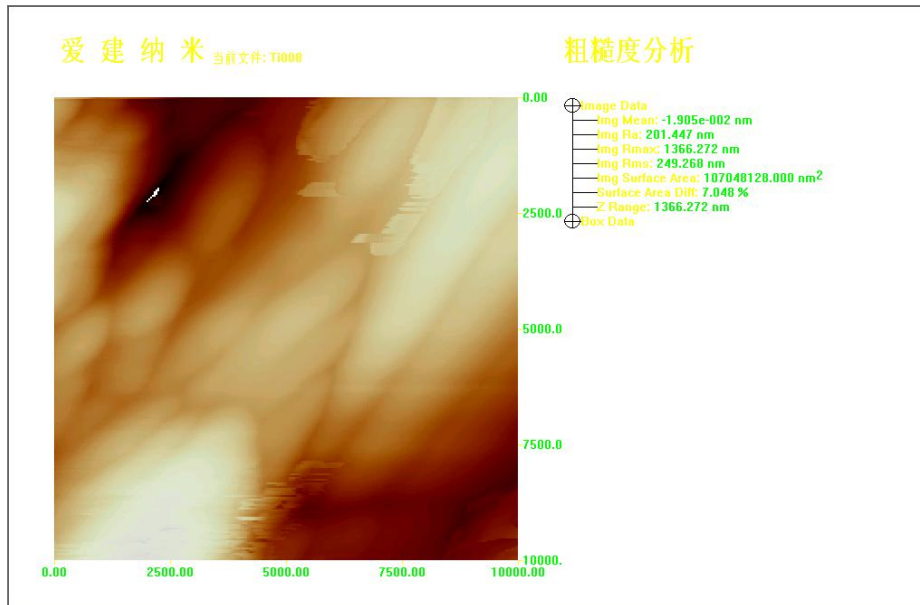 爱建纳米 当前文件: Ti008
粗糙度分析
Image Data
Img Mean: -1.905e-002 nm
Img Ra: 201.447 nm
Img Rmax: 1366.272 nm
Img Rms: 249.268 nm
Img Surface Area: 107048128.000 nm²
Surface Area Diff: 7.048 %
Z Range: 1366.272 nm
Box Data
0.00
2500.0
5000.0
7500.0
10000.
0.00 2500.00 5000.00 7500.00 10000.00